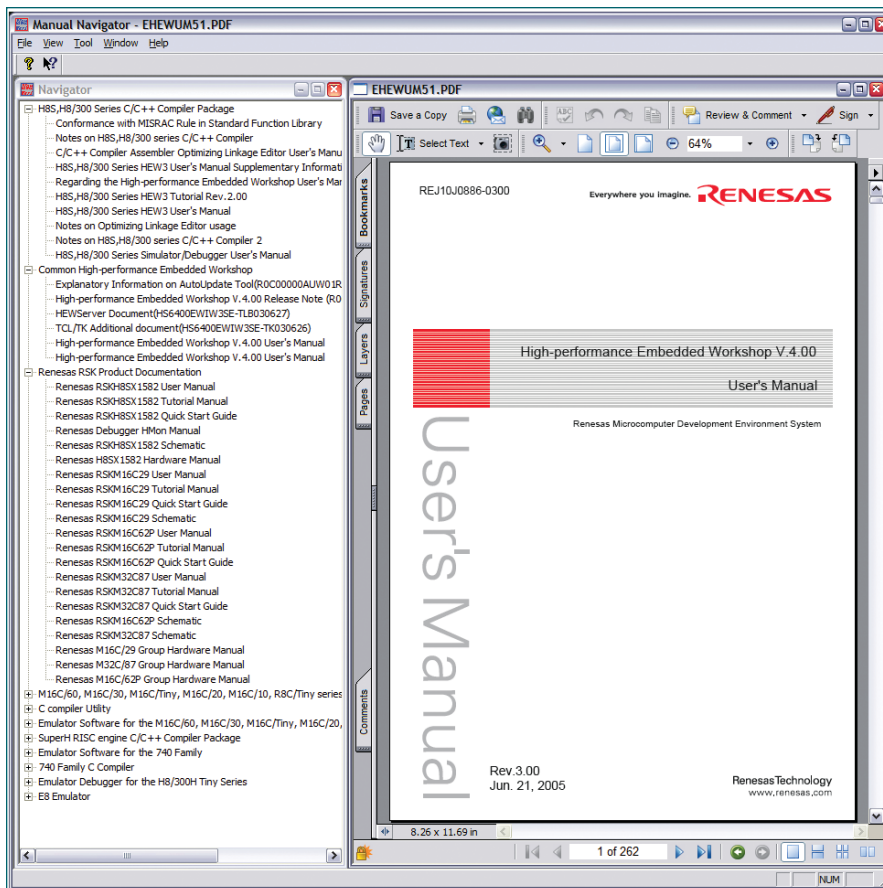 Manual Navigator - EHEWUM51.PDF
File View Tool Window Help
Navigator
H8S,H8/300 Series C/C++ Compiler Package
Conformance with MISRAC Rule in Standard Function Library
Notes on H8S,H8/300 series C/C++ Compiler
C/C++ Compiler Assembler Optimizing Linkage Editor User's Manu
H8S,H8/300 Series HEW3 User's Manual Supplementary Informati
Regarding the High-performance Embedded Workshop User's Mar
H8S,H8/300 Series HEW3 Tutorial Rev.2.00
H8S,H8/300 Series HEW3 User's Manual
Notes on Optimizing Linkage Editor usage
Notes on H8S,H8/300 series C/C++ Compiler 2
H8S,H8/300 Series Simulator/Debugger User's Manual
Common High-performance Embedded Workshop
Explanatory Information on AutoUpdate Tool(R0C00000AUW01R
High-performance Embedded Workshop V.4.00 Release Note (R0
HEWServer Document(HS6400EWIW3SE-TLB030627)
TCL/TK Additional document(HS6400EWIW3SE-TK030626)
High-performance Embedded Workshop V.4.00 User's Manual
High-performance Embedded Workshop V.4.00 User's Manual
Renesas RSK Product Documentation
Renesas RSKH8SX1582 User Manual
Renesas RSKH8SX1582 Tutorial Manual
Renesas RSKH8SX1582 Quick Start Guide
Renesas Debugger HMon Manual
Renesas RSKH8SX1582 Schematic
Renesas H8SX1582 Hardware Manual
Renesas RSKM16C29 User Manual
Renesas RSKM16C29 Tutorial Manual
Renesas RSKM16C29 Quick Start Guide
Renesas RSKM16C29 Schematic
Renesas RSKM16C62P User Manual
Renesas RSKM16C62P Tutorial Manual
Renesas RSKM16C62P Quick Start Guide
Renesas RSKM32C87 User Manual
Renesas RSKM32C87 Tutorial Manual
Renesas RSKM32C87 Quick Start Guide
Renesas RSKM16C62P Schematic
Renesas RSKM32C87 Schematic
Renesas M16C/29 Group Hardware Manual
Renesas M32C/87 Group Hardware Manual
Renesas M16C/62P Group Hardware Manual
M16C/60, M16C/30, M16C/Tiny, M16C/20, M16C/10, R8C/Tiny series
C compiler Utility
Emulator Software for the M16C/60, M16C/30, M16C/Tiny, M16C/20,
SuperH RISC engine C/C++ Compiler Package
Emulator Software for the 740 Family
740 Family C Compiler
Emulator Debugger for the H8/300H Tiny Series
E8 Emulator
EHEWUM51.PDF
Save a Copy Review & Comment Sign
Select Text 64%
Bookmarks
Signatures
Layers
Pages
Comments
REJ10J0886-0300
Everywhere you imagine. RENESAS
High-performance Embedded Workshop V.4.00
User's Manual
Renesas Microcomputer Development Environment System
User's Manual
Rev.3.00
Jun. 21, 2005
RenesasTechnology
www.renesas.com
8.26 x 11.69 in
1 of 262
NUM